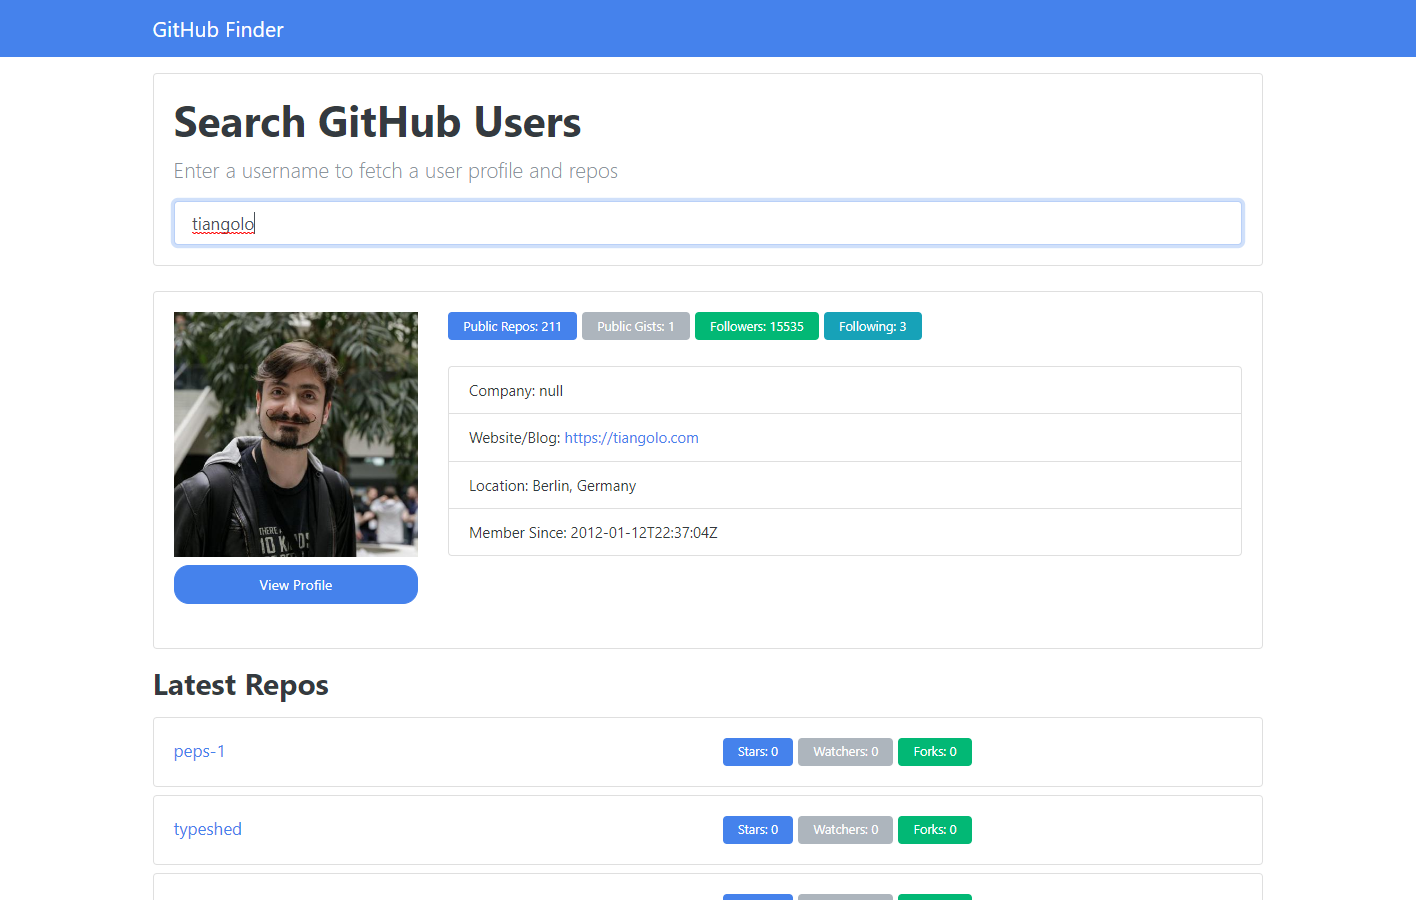 GitHub Finder
Search GitHub Users
Enter a username to fetch a user profile and repos
tiangolo
Public Repos: 211 Public Gists: 1 Followers: 15535 Following: 3
Company: null
Website/Blog: https://tiangolo.com
Location: Berlin, Germany
Member Since: 2012-01-12T22:37:04Z
THERE
10 K
View Profile
Latest Repos
peps-1 Stars: 0 Watchers: 0 Forks: 0
typeshed Stars: 0 Watchers: 0 Forks: 0